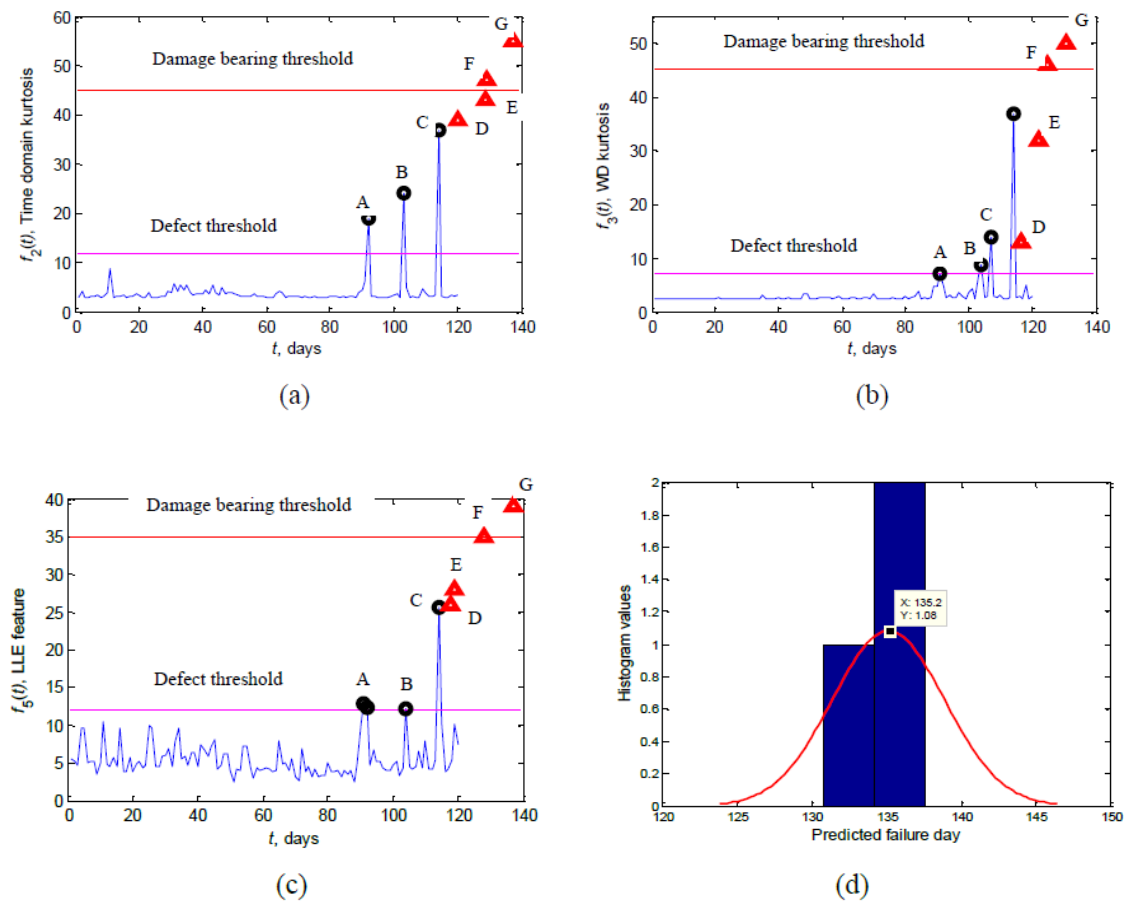 60
50
40
30
20
10
0
0 20 40 60 80 100 120 140
f2(t), Time domain kurtosis
t, days
Damage bearing threshold
Defect threshold
A
B
C
D
E
F
G
(a)
50
40
30
20
10
0
0 20 40 60 80 100 120 140
f3(t), WD kurtosis
t, days
Damage bearing threshold
Defect threshold
A
B
C
D
E
F
G
(b)
40
35
30
25
20
15
10
5
0
0 20 40 60 80 100 120 140
f5(t), LLE feature
t, days
Damage bearing threshold
Defect threshold
A
B
C
D
E
F
G
(c)
2
1.8
1.6
1.4
1.2
1
0.8
0.6
0.4
0.2
0
120 125 130 135 140 145 150
Histogram values
Predicted failure day
X: 135.2
Y: 1.08
(d)